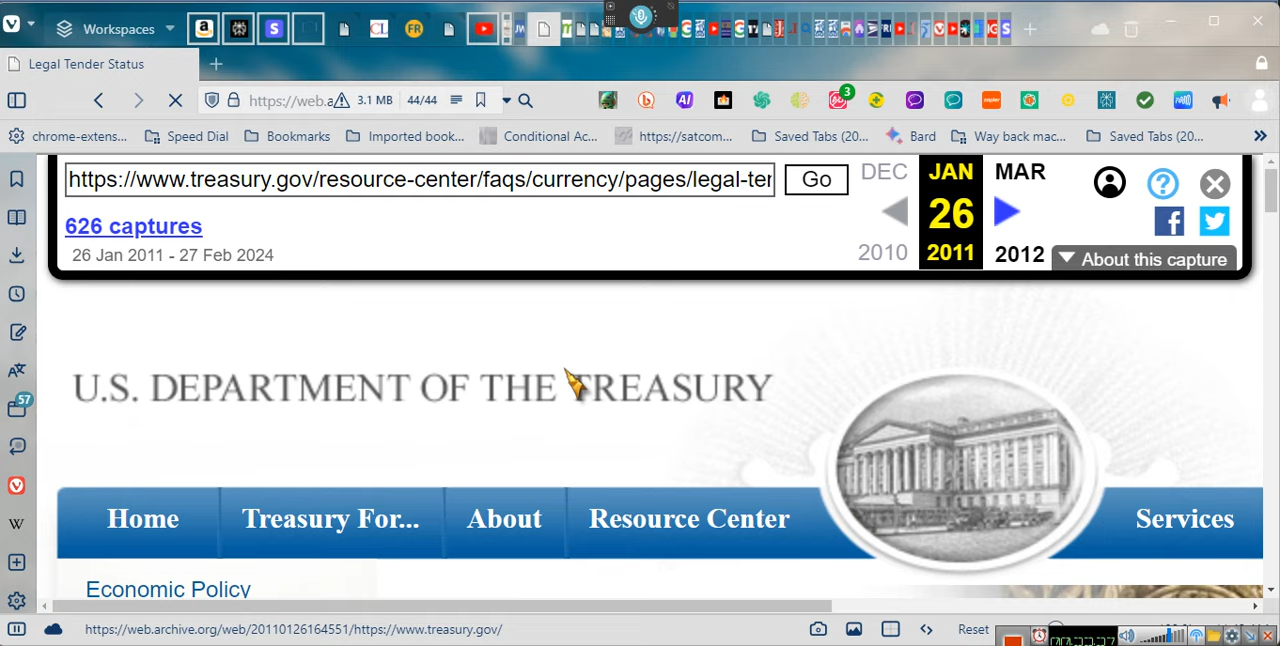 Workspaces
Legal Tender Status
https://web.a 3.1 MB 44/44 3
chrome-extens... Speed Dial Bookmarks Imported book... Conditional Ac... https://satcom... Saved Tabs (20... Bard Way back mac... Saved Tabs (20...
https://www.treasury.gov/resource-center/faqs/currency/pages/legal-ter Go DEC JAN MAR
626 captures 26
26 Jan 2011 - 27 Feb 2024 2010 2011 2012 About this capture
U.S. DEPARTMENT OF THE TREASURY
57
Home Treasury For... About Resource Center Services
Economic Policy
https://web.archive.org/web/20110126164551/https://www.treasury.gov/ Reset